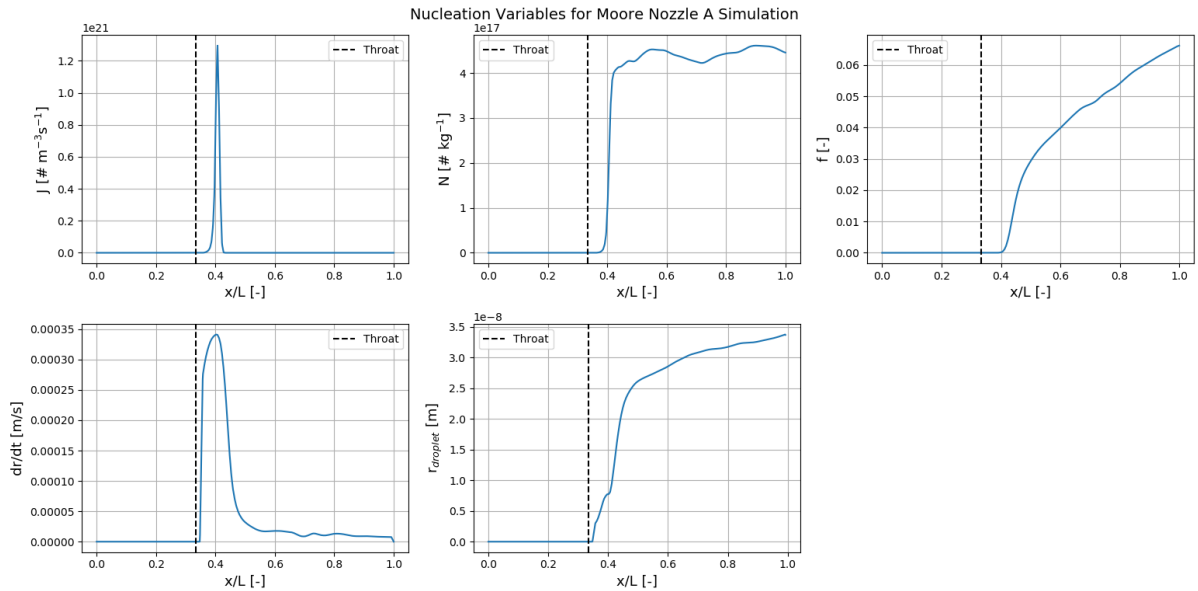 Nucleation Variables for Moore Nozzle A Simulation
1e21
Throat
1.2
1.0
0.8
0.6
0.4
0.2
0.0
J [# m⁻³s⁻¹]
0.0 0.2 0.4 0.6 0.8 1.0
x/L [-]
1e17
Throat
4
3
2
1
0
N [# kg⁻¹]
0.0 0.2 0.4 0.6 0.8 1.0
x/L [-]
Throat
0.06
0.05
0.04
0.03
0.02
0.01
0.00
f [-]
0.0 0.2 0.4 0.6 0.8 1.0
x/L [-]
Throat
0.00035
0.00030
0.00025
0.00020
0.00015
0.00010
0.00005
0.00000
dr/dt [m/s]
0.0 0.2 0.4 0.6 0.8 1.0
x/L [-]
1e-8
Throat
3.5
3.0
2.5
2.0
1.5
1.0
0.5
0.0
r_droplet [m]
0.0 0.2 0.4 0.6 0.8 1.0
x/L [-]